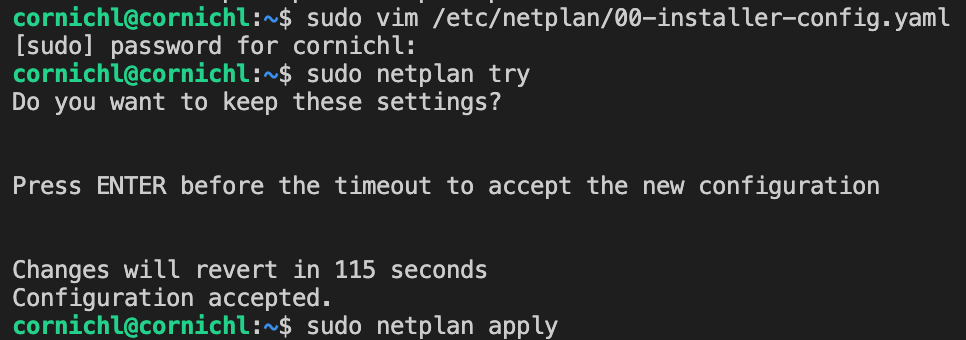 cornichl@cornichl:~$ sudo vim /etc/netplan/00-installer-config.yaml
[sudo] password for cornichl:
cornichl@cornichl:~$ sudo netplan try
Do you want to keep these settings?
Press ENTER before the timeout to accept the new configuration
Changes will revert in 115 seconds
Configuration accepted.
cornichl@cornichl:~$ sudo netplan apply